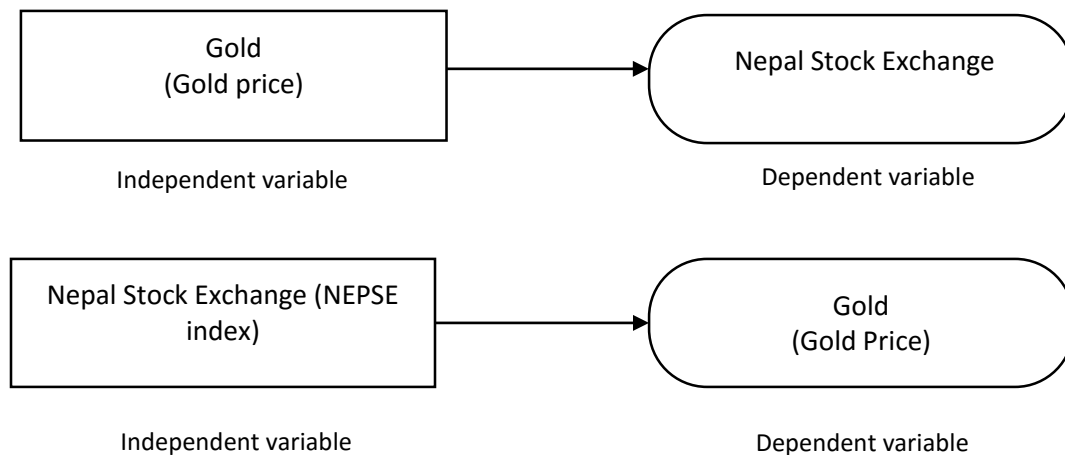 Gold
(Gold price)
Nepal Stock Exchange
Independent variable
Dependent variable
Nepal Stock Exchange (NEPSE
index)
Gold
(Gold Price)
Independent variable
Dependent variable